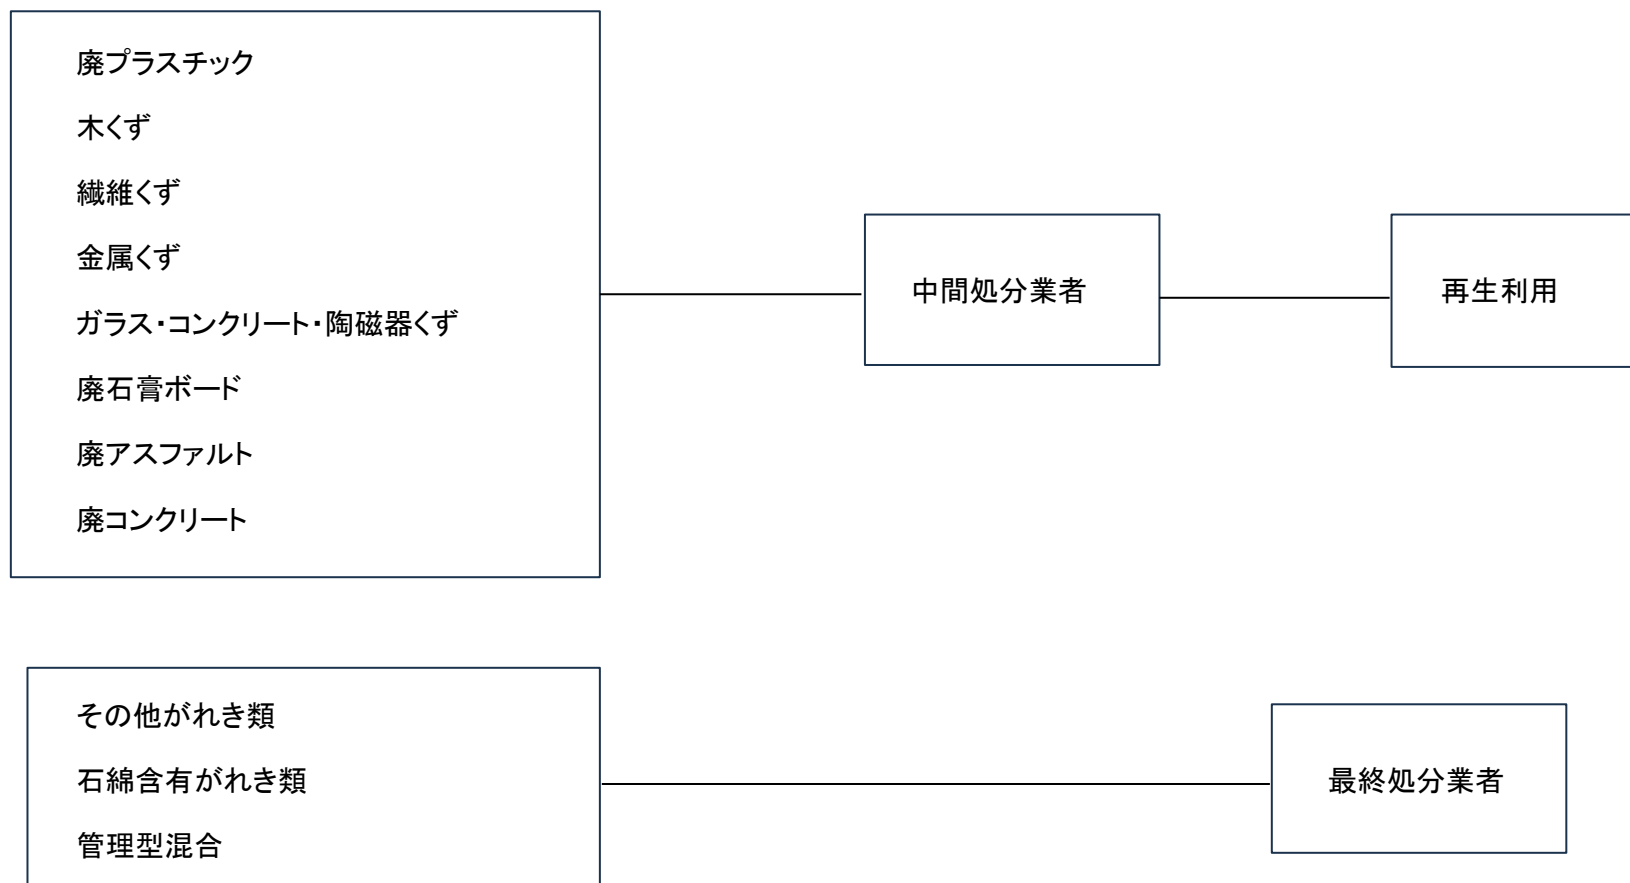 廃プラスチック
木くず
繊維くず
金属くず
ガラス・コンクリート・陶磁器くず
廃石膏ボード
廃アスファルト
廃コンクリート
中間処分業者
再生利用
その他がれき類
石綿含有がれき類
管理型混合
最終処分業者